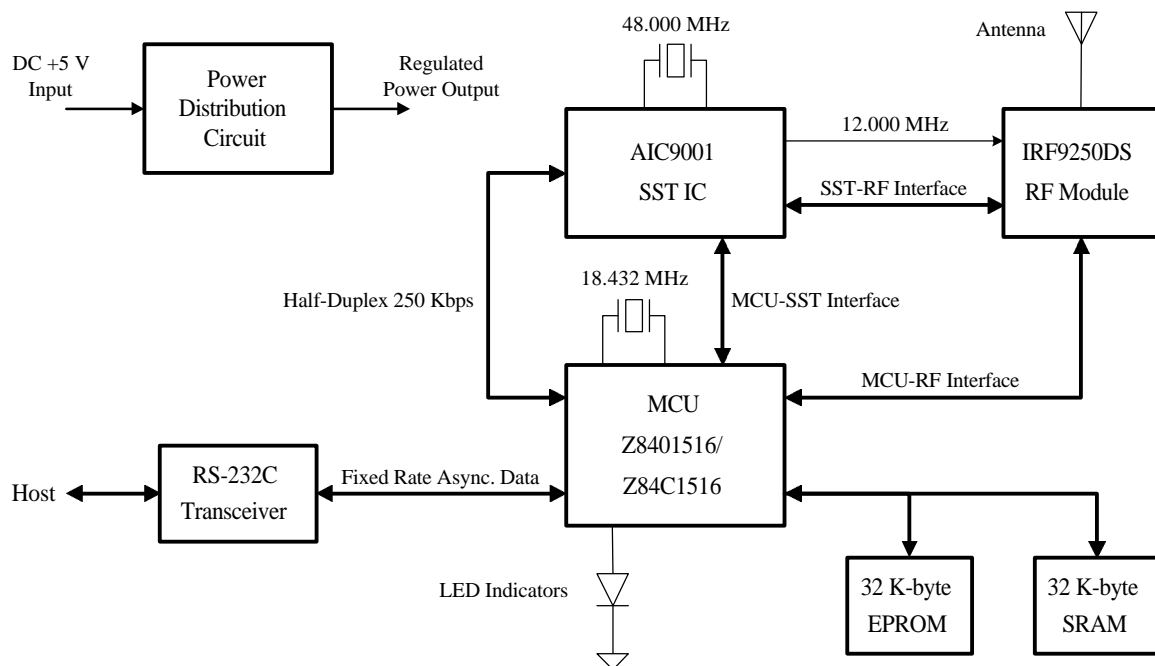 48.000 MHz
Antenna
DC +5 V
Input
Power
Distribution
Circuit
Regulated
Power Output
AIC9001
SST IC
12.000 MHz
SST-RF Interface
IRF9250DS
RF Module
Half-Duplex 250 Kbps
18.432 MHz
MCU-SST Interface
MCU-RF Interface
MCU
Z8401516/
Z84C1516
Host
RS-232C
Transceiver
Fixed Rate Async. Data
LED Indicators
32 K-byte
EPROM
32 K-byte
SRAM